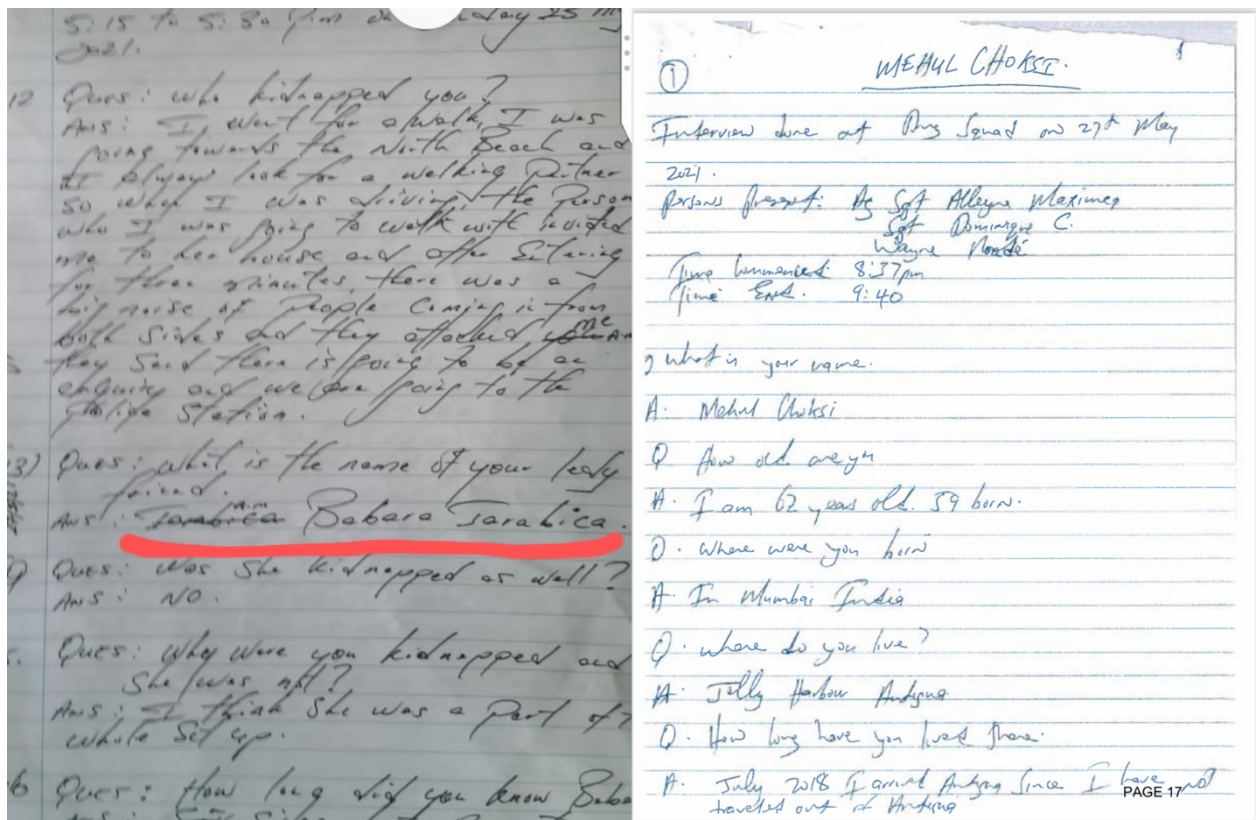 5:15 to 5:30 pm on day 25
2021.
12 Ques: who kidnapped you?
Ans: I went for a walk, I was
going towards the North Beach and
I always look for a walking Partner
So when I was driving, the Person
who I was going to walk with invited
me to her house and after Entering
for three minutes, there was a
big noise of People Coming in from
both Sides and they attacked me
they Said there is going to be an
enquiry and we are going to the
Police Station.
3) Ques: what is the name of your lady
friend.
Ans: Babara Jarabica.
Ques: was She kidnapped as well?
Ans: NO.
Ques: Why were you kidnapped and
She was not?
Ans: I think She was a Part of
whole Set up.
6 Ques: How long did you know Baba
1
MEHUL CHOKSI.
Interview done at Drug Squad on 27th May
2021.
Persons Present: Ag Sgt Alleyne Maximea
Sgt Dominique C.
Wayne
Time Commenced: 8:37pm
Time End. 9:40
What is your name.
A. Mehul Choksi
Q How old are yn
A. I am 62 years old. 59 born.
Q. Where were you born
A. In Mumbai India
Q. where do you live?
A. Jolly Harbour Antigua
Q. How long have you lived there.
A. July 2018 I arrived Antigua Since I have not
traveled out of Antigua
PAGE 17